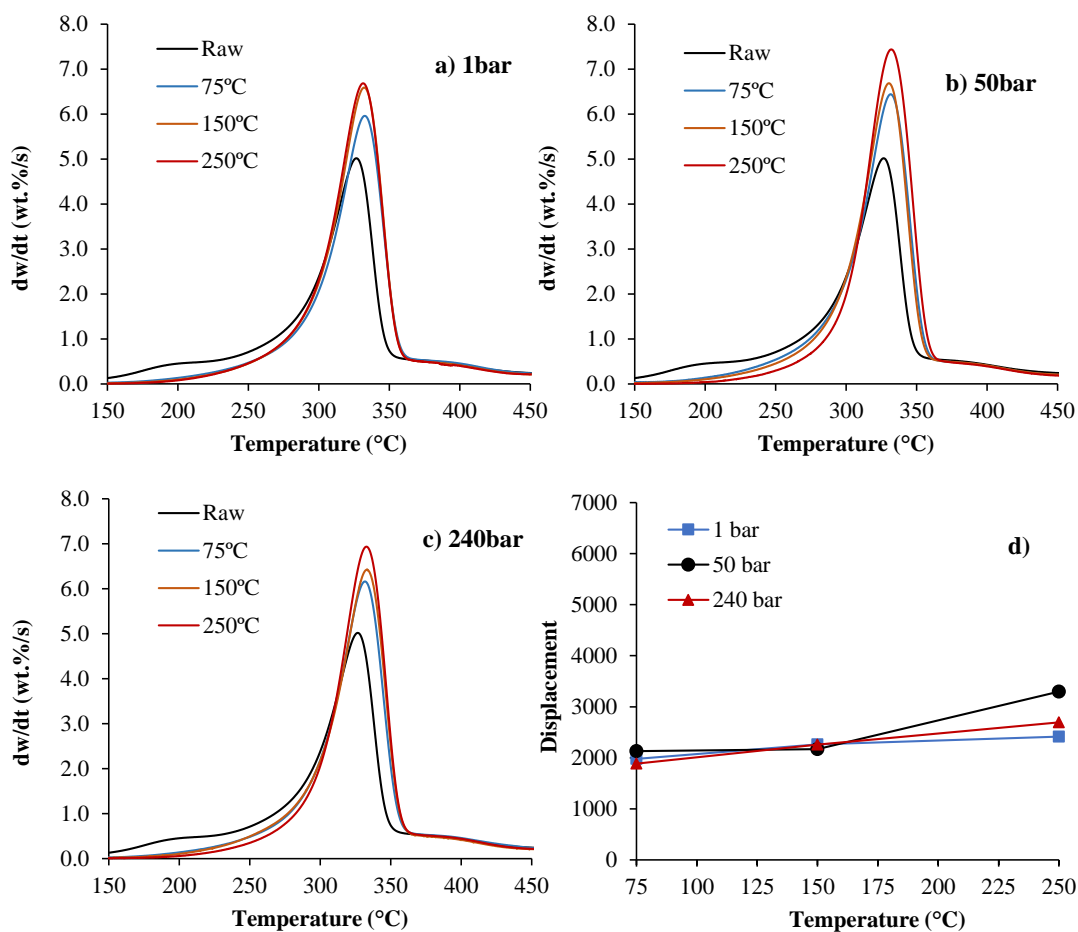 8.0
7.0
6.0
5.0
4.0
3.0
2.0
1.0
0.0
dw/dt (wt.%/s)
Raw
75ºC
150ºC
250ºC
a) 1bar
150 200 250 300 350 400 450
Temperature (°C)
8.0
7.0
6.0
5.0
4.0
3.0
2.0
1.0
0.0
dw/dt (wt.%/s)
Raw
75ºC
150ºC
250ºC
b) 50bar
150 200 250 300 350 400 450
Temperature (°C)
8.0
7.0
6.0
5.0
4.0
3.0
2.0
1.0
0.0
dw/dt (wt.%/s)
Raw
75ºC
150ºC
250ºC
c) 240bar
150 200 250 300 350 400 450
Temperature (°C)
7000
6000
5000
4000
3000
2000
1000
0
Displacement
1 bar
50 bar
240 bar
d)
75 100 125 150 175 200 225 250
Temperature (°C)